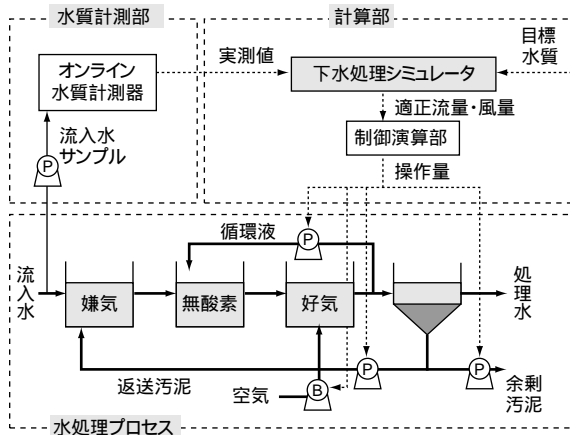 水質計測部
計算部
オンライン
水質計測器
実測値
下水処理シミュレータ
目標
水質
適正流量・風量
制御演算部
操作量
流入水
サンプル
P
P
循環液
流入水
嫌気
無酸素
好気
処理水
返送汚泥
空気
B
P
P
余剰
汚泥
水処理プロセス